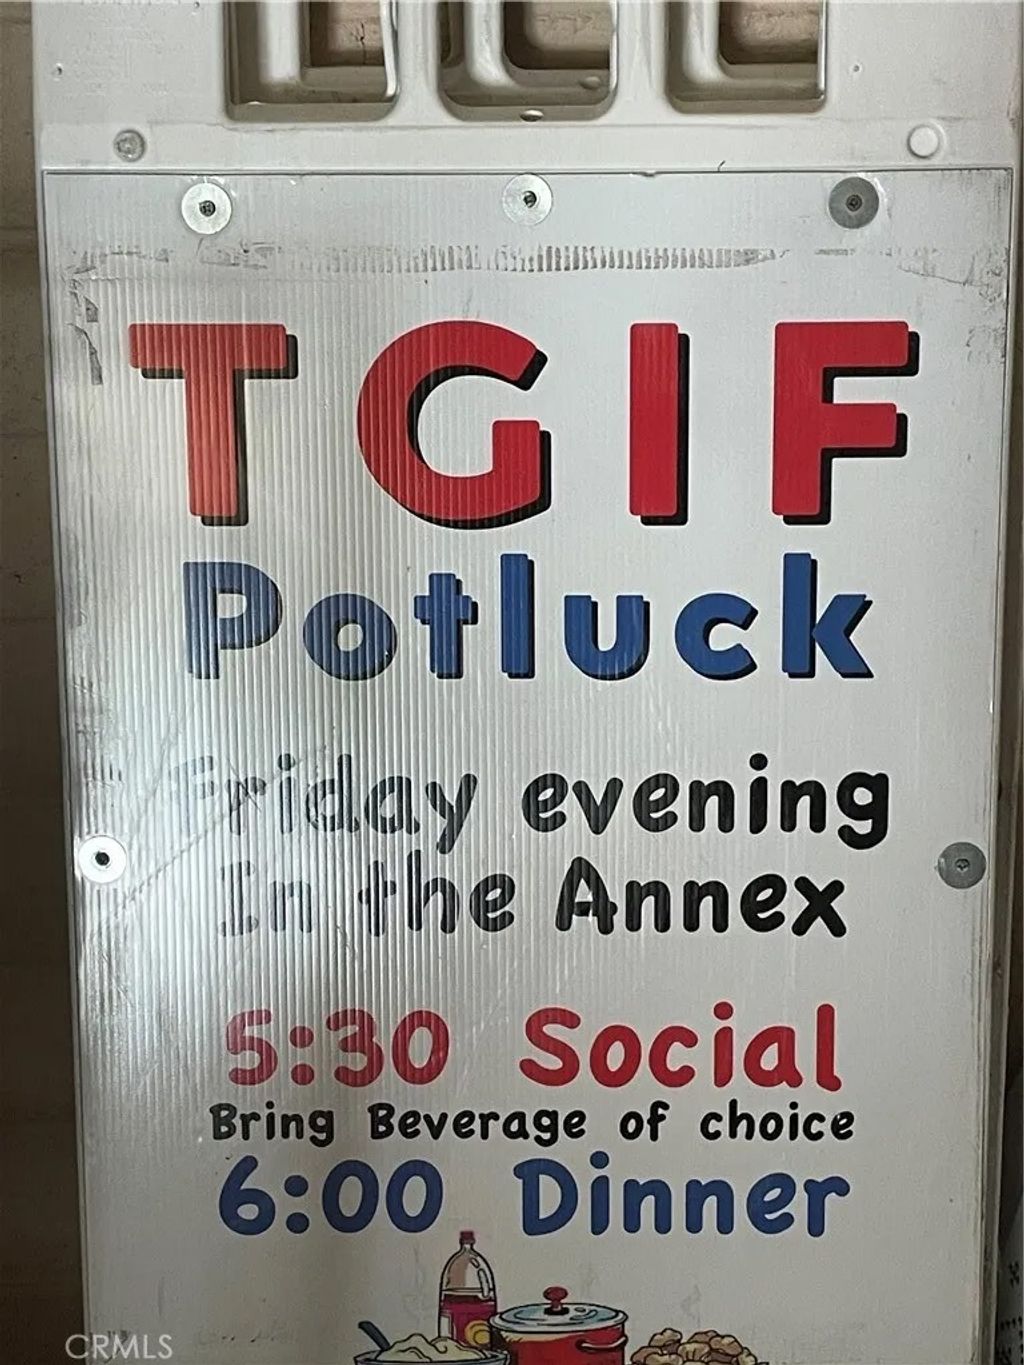 TGIF
Potluck
Friday evening
In the Annex
5:30 Social
Bring Beverage of choice
6:00 Dinner
CRMLS